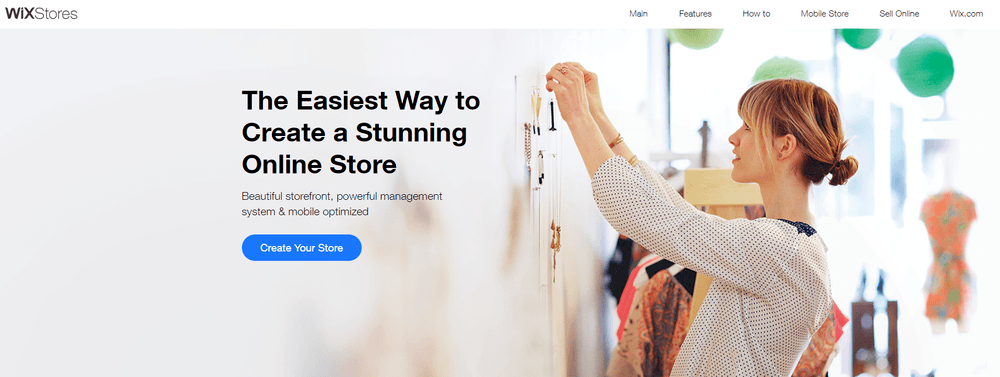 WiXStores
Main
Features
How to
Mobile Store
Sell Online
Wix.com
The Easiest Way to
Create a Stunning
Online Store
Beautiful storefront, powerful management
system & mobile optimized
Create Your Store